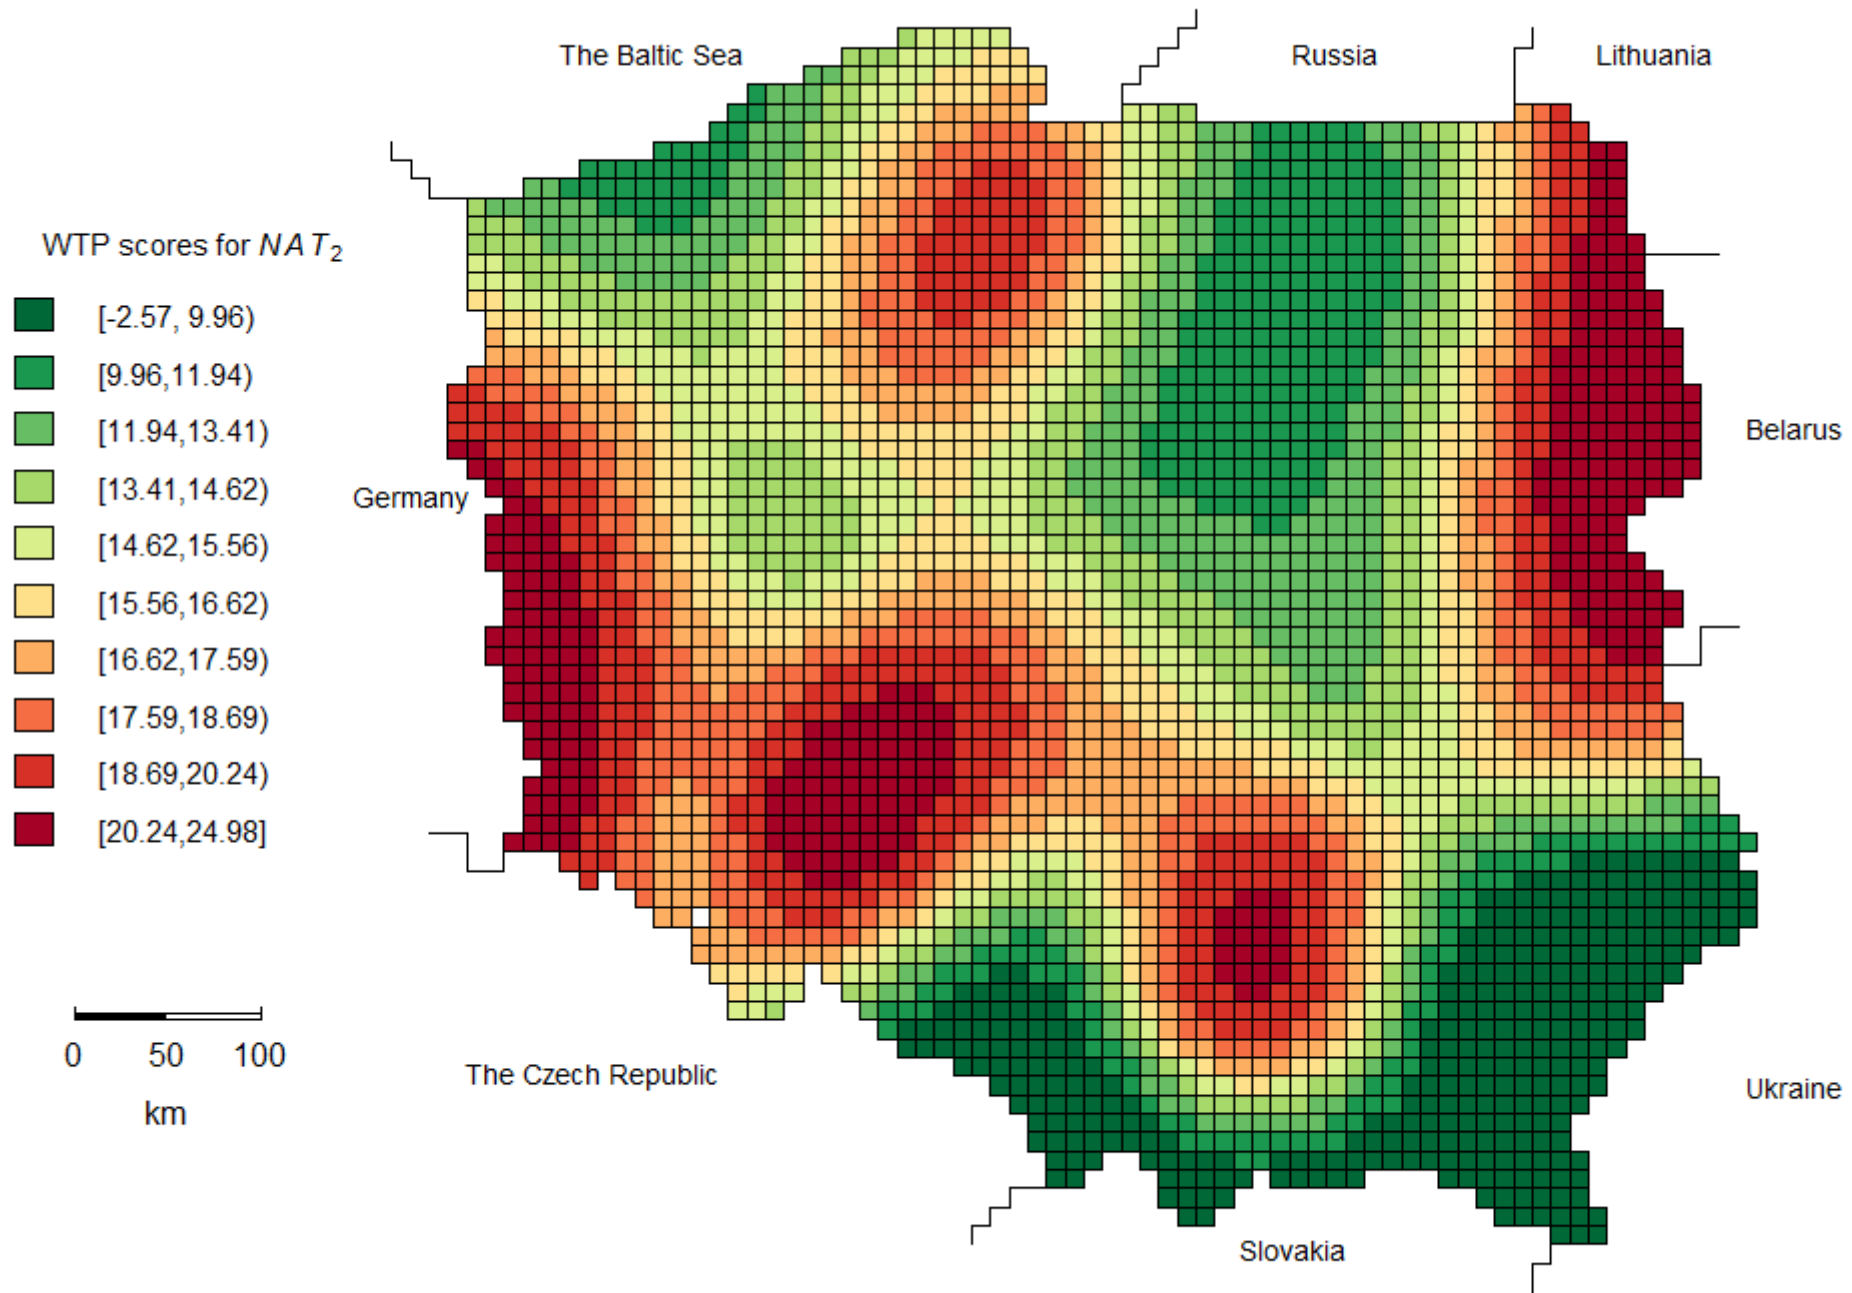 The Baltic Sea
Russia
Lithuania
WTP scores for NAT2
[-2.57, 9.96)
[9.96,11.94)
[11.94,13.41)
[13.41,14.62)
[14.62,15.56)
[15.56,16.62)
[16.62,17.59)
[17.59,18.69)
[18.69,20.24)
[20.24,24.98]
Belarus
Germany
0 50 100
km
The Czech Republic
Ukraine
Slovakia